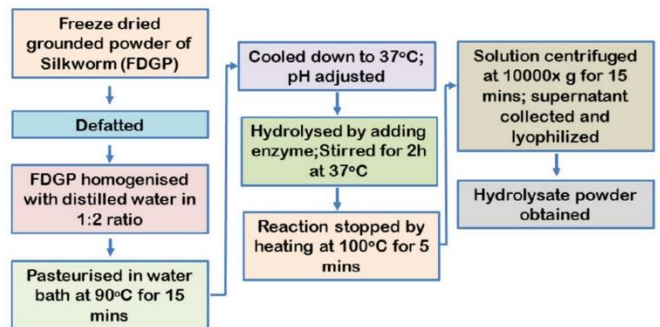 Freeze dried
grounded powder of
Silkworm (FDGP)
Defatted
FDGP homogenised
with distilled water in
1:2 ratio
Pasteurised in water
bath at 90°C for 15
mins
Cooled down to 37°C;
pH adjusted
Hydrolysed by adding
enzyme;Stirred for 2h
at 37°C
Reaction stopped by
heating at 100°C for 5
mins
Solution centrifuged
at 10000x g for 15
mins; supernatant
collected and
lyophilized
Hydrolysate powder
obtained